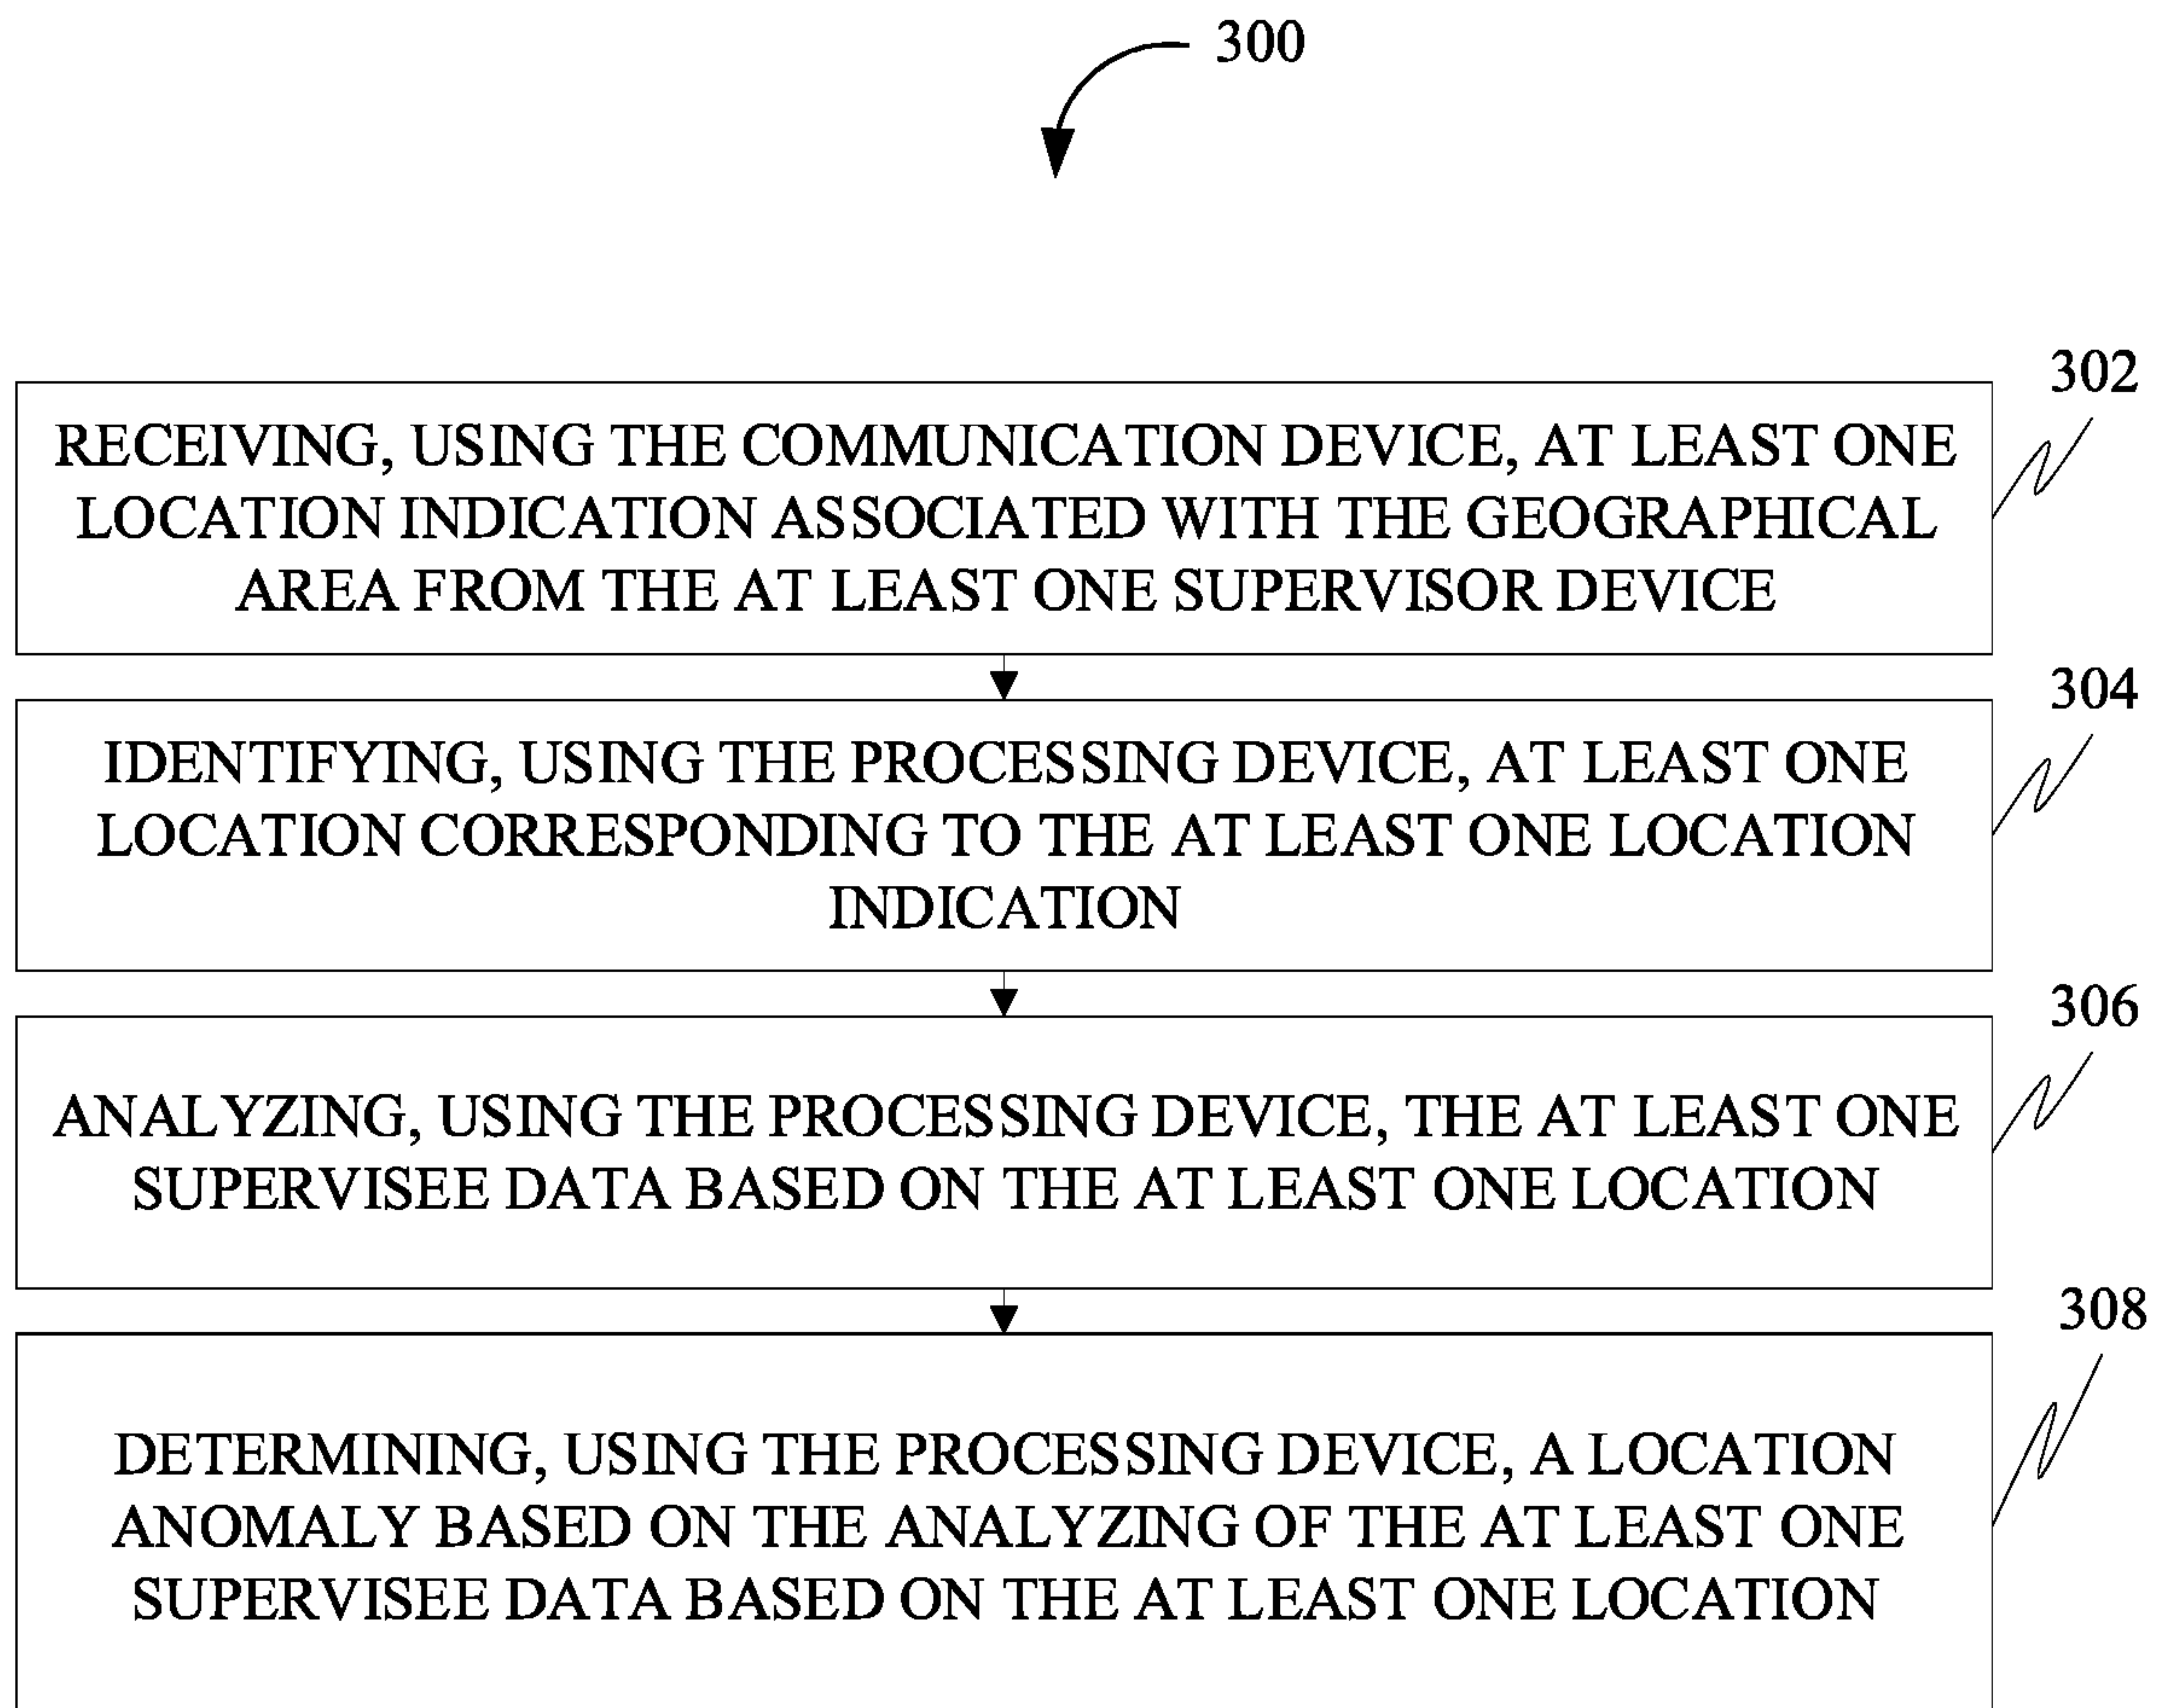 300
302
RECEIVING, USING THE COMMUNICATION DEVICE, AT LEAST ONE
LOCATION INDICATION ASSOCIATED WITH THE GEOGRAPHICAL
AREA FROM THE AT LEAST ONE SUPERVISOR DEVICE
304
IDENTIFYING, USING THE PROCESSING DEVICE, AT LEAST ONE
LOCATION CORRESPONDING TO THE AT LEAST ONE LOCATION
INDICATION
306
ANALYZING, USING THE PROCESSING DEVICE, THE AT LEAST ONE
SUPERVISEE DATA BASED ON THE AT LEAST ONE LOCATION
308
DETERMINING, USING THE PROCESSING DEVICE, A LOCATION
ANOMALY BASED ON THE ANALYZING OF THE AT LEAST ONE
SUPERVISEE DATA BASED ON THE AT LEAST ONE LOCATION